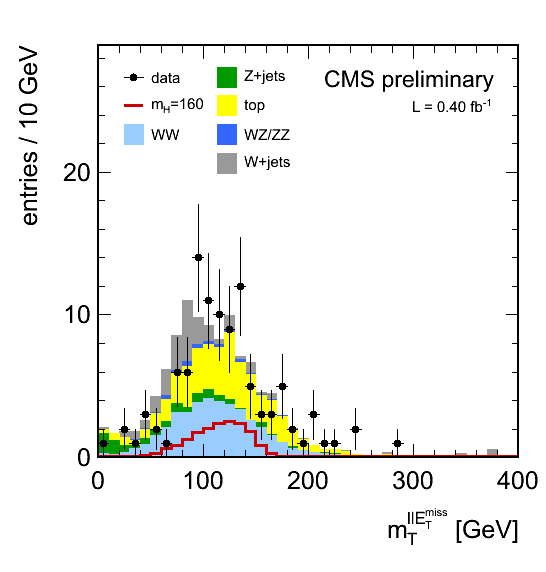 CMS preliminary
L = 0.40 fb⁻¹
data
m_H=160
WW
Z+jets
top
WZ/ZZ
W+jets
entries / 10 GeV
20
10
0
0 100 200 300 400
m_T^llE_T^miss [GeV]